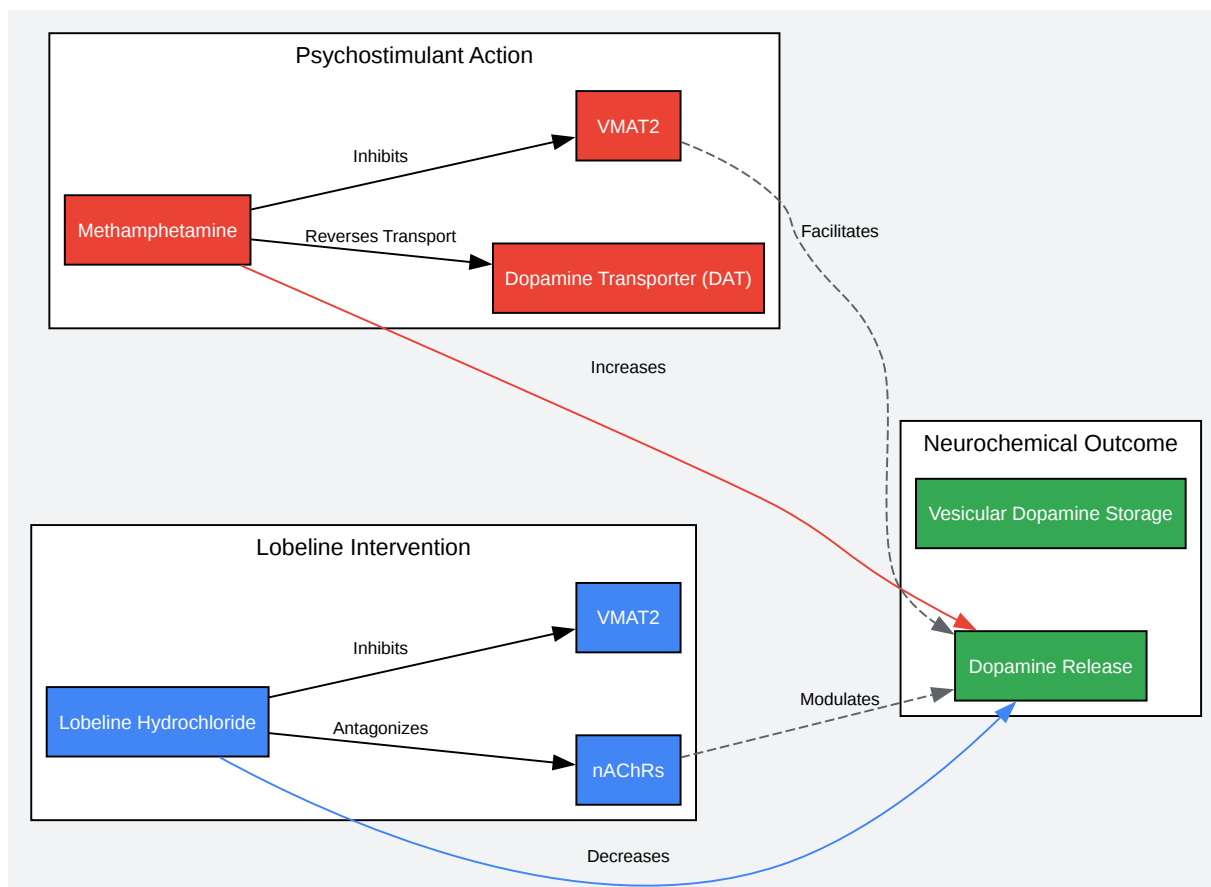 Psychostimulant Action
VMAT2
Inhibits
Methamphetamine
Reverses Transport
Dopamine Transporter (DAT)
Facilitates
Increases
Neurochemical Outcome
Vesicular Dopamine Storage
Dopamine Release
Lobeline Intervention
VMAT2
Inhibits
Lobeline Hydrochloride
Antagonizes
nAChRs
Modulates
Decreases